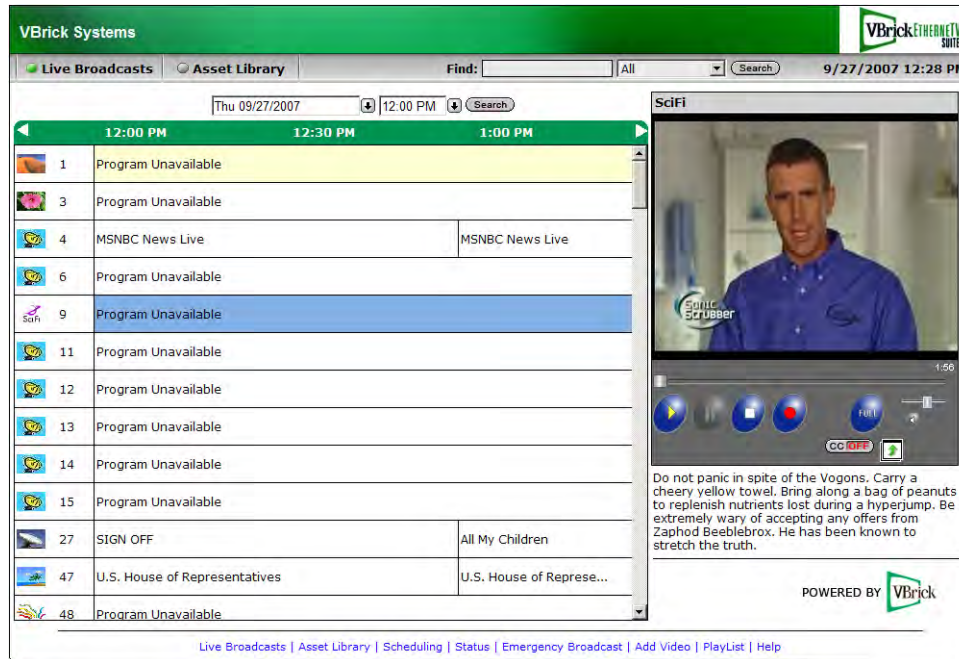 VBrick Systems
VBrick ETHERNETV
SUITE
Live Broadcasts Asset Library Find: All Search 9/27/2007 12:28 PM
Thu 09/27/2007 12:00 PM Search
SciFi
12:00 PM 12:30 PM 1:00 PM
1 Program Unavailable
3 Program Unavailable
4 MSNBC News Live MSNBC News Live
6 Program Unavailable
SciFi 9 Program Unavailable
11 Program Unavailable
12 Program Unavailable
13 Program Unavailable
14 Program Unavailable
15 Program Unavailable
27 SIGN OFF All My Children
47 U.S. House of Representatives U.S. House of Represe...
48 Program Unavailable
Sonic
Scrubber
1:56
FULL
CC OFF
Do not panic in spite of the Vogons. Carry a
cheery yellow towel. Bring along a bag of peanuts
to replenish nutrients lost during a hyperjump. Be
extremely wary of accepting any offers from
Zaphod Beeblebrox. He has been known to
stretch the truth.
POWERED BY VBrick
Live Broadcasts | Asset Library | Scheduling | Status | Emergency Broadcast | Add Video | PlayList | Help